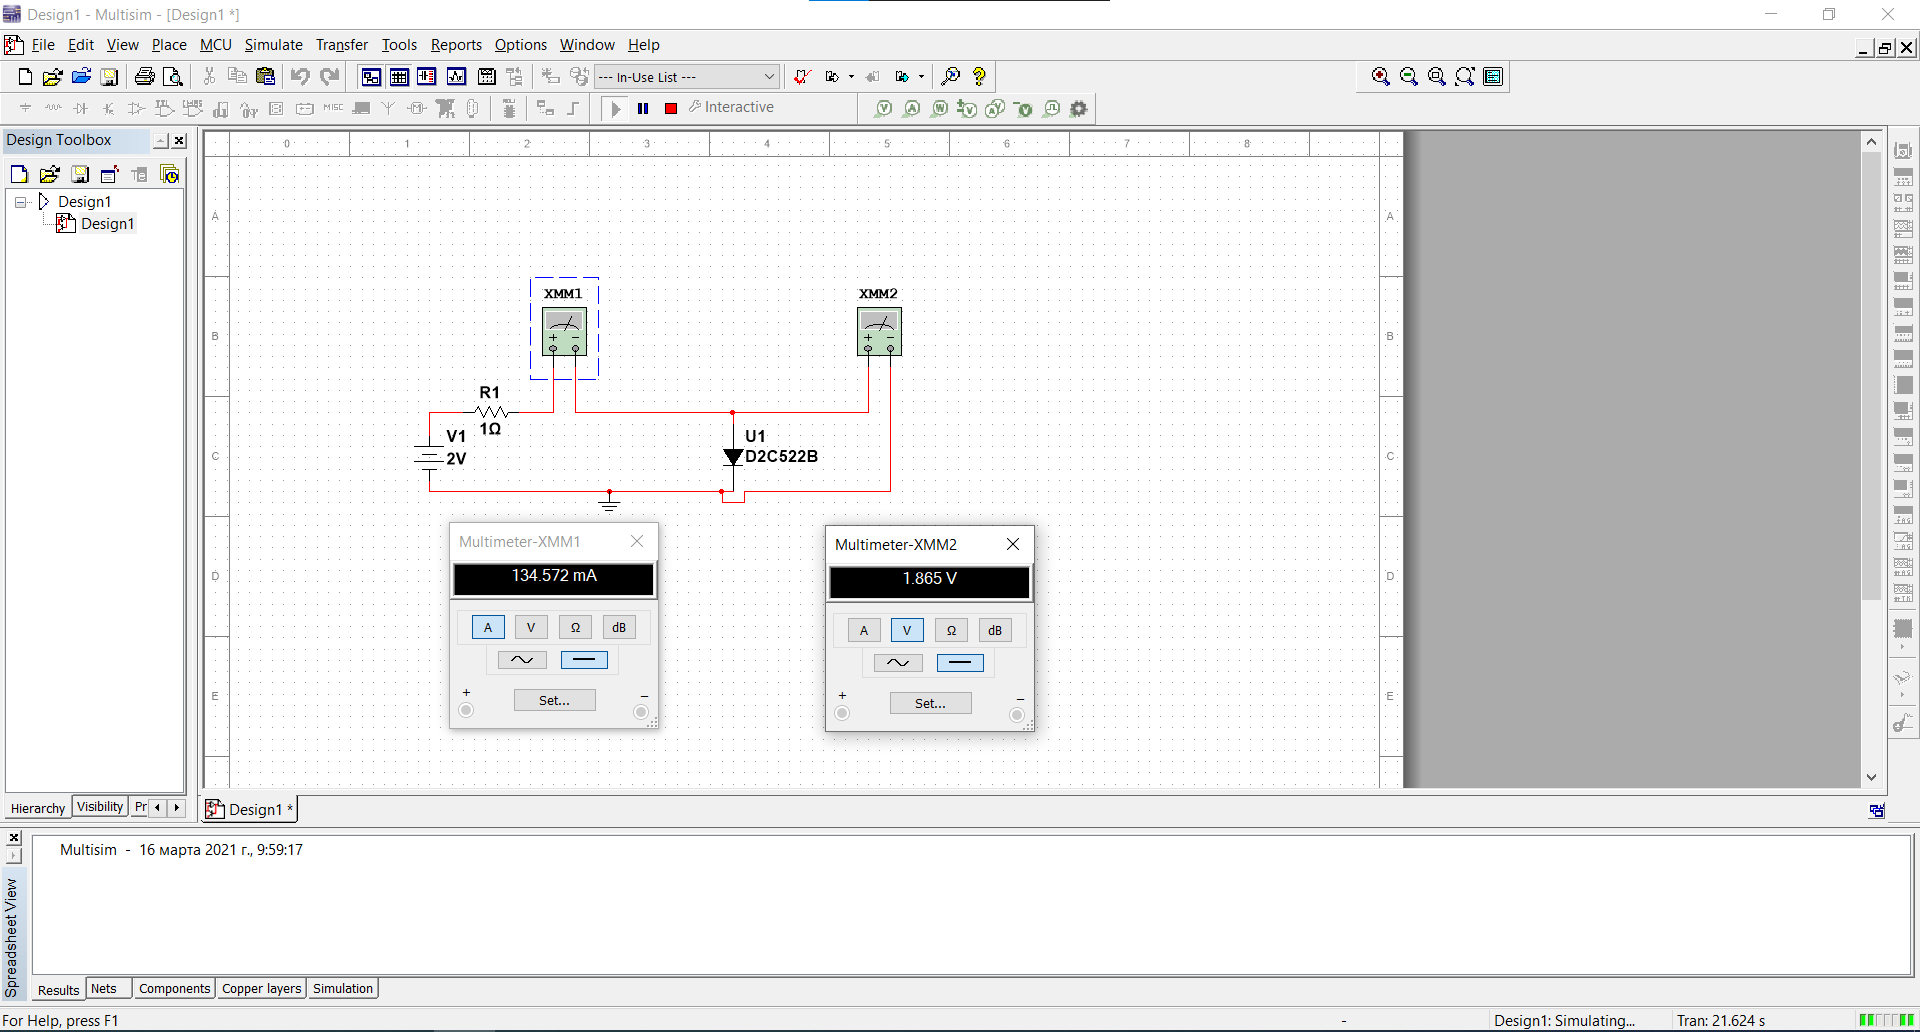 Design1 - Multisim - [Design1 *]
File Edit View Place MCU Simulate Transfer Tools Reports Options Window Help
--- In-Use List ---
MISC Interactive
Design Toolbox
Design1
Design1
0 1 2 3 4 5 6 7 8
A A
B B
C C
D D
E E
XMM1
XMM2
R1
1Ω
V1
2V
U1
D2C522B
Multimeter-XMM1
134.572 mA
A V Ω dB
Set...
+ −
Multimeter-XMM2
1.865 V
A V Ω dB
Set...
+ −
Hierarchy Visibility Pr
Design1 *
Multisim - 16 марта 2021 г., 9:59:17
Spreadsheet View
Results Nets Components Copper layers Simulation
For Help, press F1 - Design1: Simulating... Tran: 21.624 s